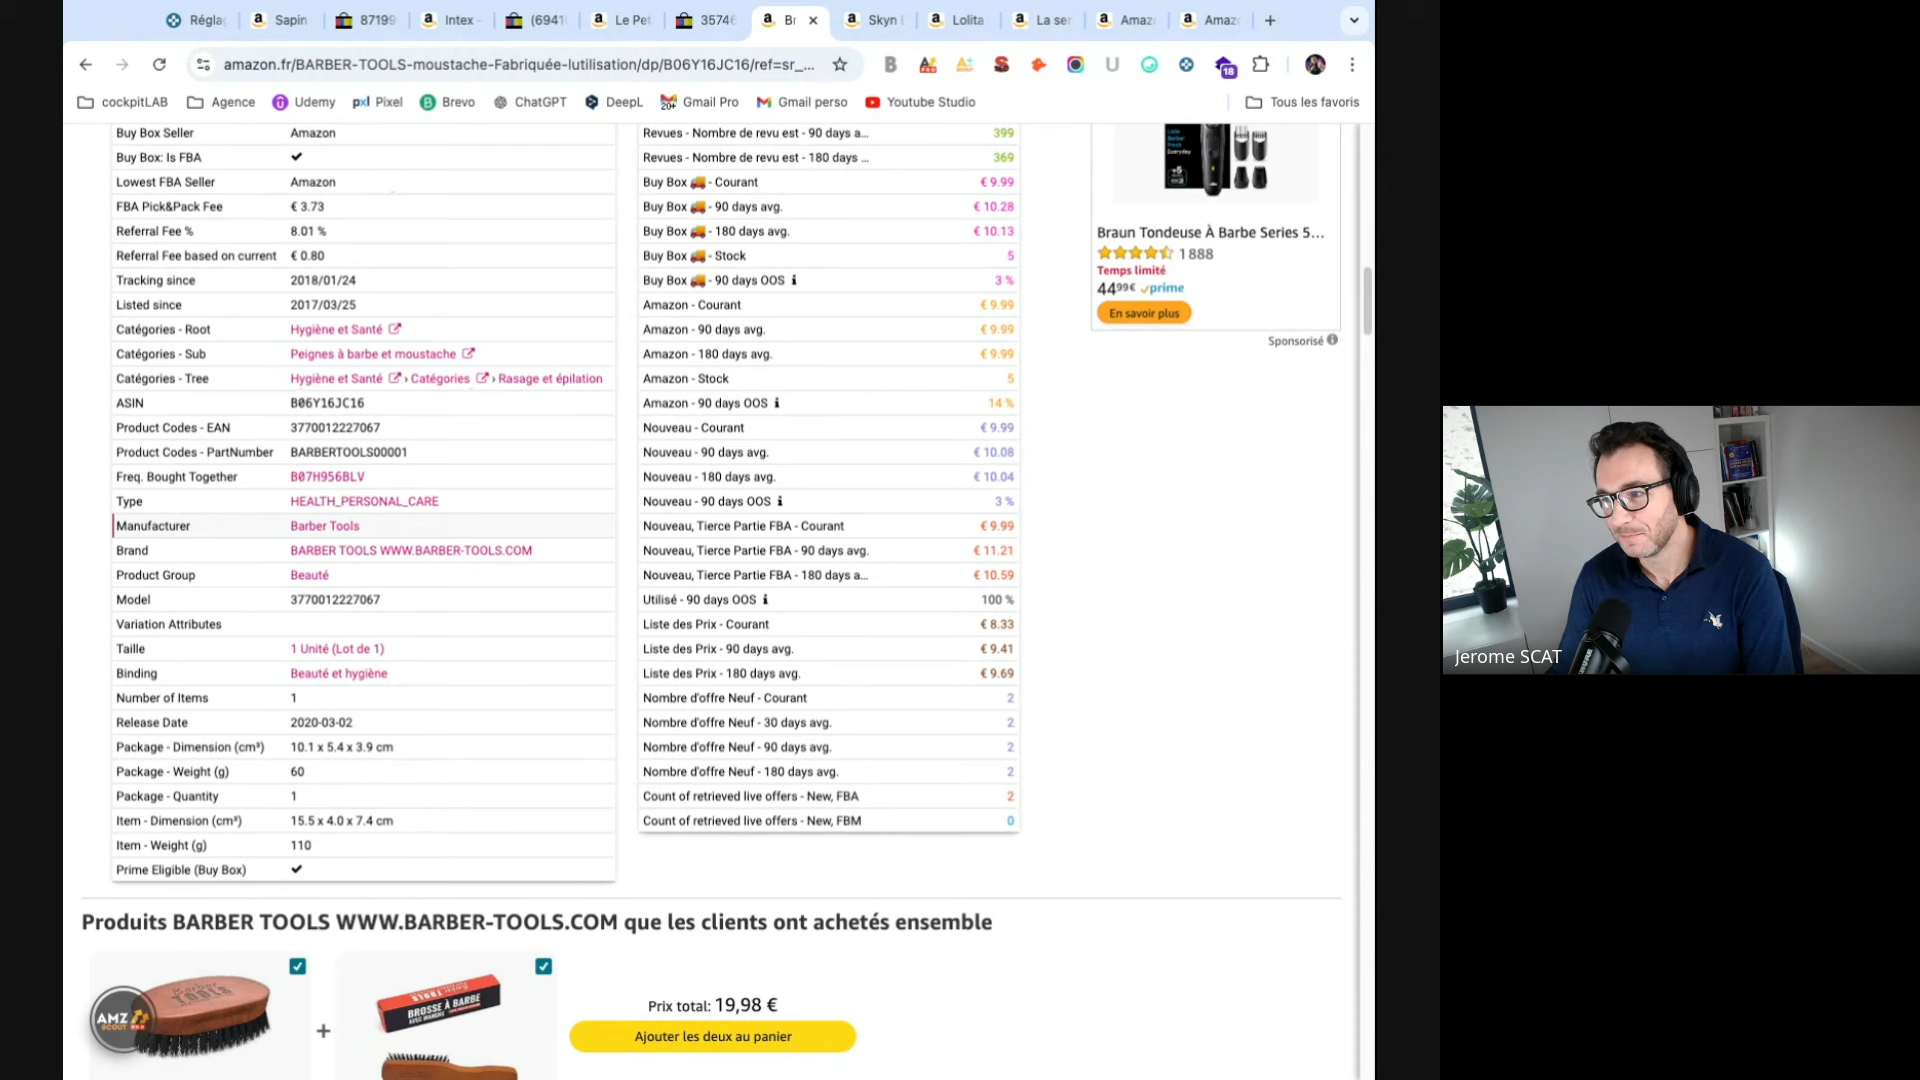 Réglag
Sapin
87199
Intex -
(6941
Le Pet
35746
Br
Skyn
Lolita
La ser
Amaz
Amaz
amazon.fr/BARBER-TOOLS-moustache-Fabriquée-lutilisation/dp/B06Y16JC16/ref=sr_...
18
cockpitLAB
Agence
Udemy
pxl Pixel
Brevo
ChatGPT
DeepL
Gmail Pro
Gmail perso
Youtube Studio
Tous les favoris
Buy Box Seller Amazon
Buy Box: Is FBA ✔
Lowest FBA Seller Amazon
FBA Pick&Pack Fee € 3.73
Referral Fee % 8.01 %
Referral Fee based on current € 0.80
Tracking since 2018/01/24
Listed since 2017/03/25
Catégories - Root Hygiène et Santé
Catégories - Sub Peignes à barbe et moustache
Catégories - Tree Hygiène et Santé › Catégories › Rasage et épilation
ASIN B06Y16JC16
Product Codes - EAN 3770012227067
Product Codes - PartNumber BARBERTOOLS00001
Freq. Bought Together B07H956BLV
Type HEALTH_PERSONAL_CARE
Manufacturer Barber Tools
Brand BARBER TOOLS WWW.BARBER-TOOLS.COM
Product Group Beauté
Model 3770012227067
Variation Attributes
Taille 1 Unité (Lot de 1)
Binding Beauté et hygiène
Number of Items 1
Release Date 2020-03-02
Package - Dimension (cm³) 10.1 x 5.4 x 3.9 cm
Package - Weight (g) 60
Package - Quantity 1
Item - Dimension (cm³) 15.5 x 4.0 x 7.4 cm
Item - Weight (g) 110
Prime Eligible (Buy Box) ✔
Revues - Nombre de revu est - 90 days a... 399
Revues - Nombre de revu est - 180 days ... 369
Buy Box 🚚 - Courant € 9.99
Buy Box 🚚 - 90 days avg. € 10.28
Buy Box 🚚 - 180 days avg. € 10.13
Buy Box 🚚 - Stock 5
Buy Box 🚚 - 90 days OOS ℹ 3 %
Amazon - Courant € 9.99
Amazon - 90 days avg. € 9.99
Amazon - 180 days avg. € 9.99
Amazon - Stock 5
Amazon - 90 days OOS ℹ 14 %
Nouveau - Courant € 9.99
Nouveau - 90 days avg. € 10.08
Nouveau - 180 days avg. € 10.04
Nouveau - 90 days OOS ℹ 3 %
Nouveau, Tierce Partie FBA - Courant € 9.99
Nouveau, Tierce Partie FBA - 90 days avg. € 11.21
Nouveau, Tierce Partie FBA - 180 days a... € 10.59
Utilisé - 90 days OOS ℹ 100 %
Liste des Prix - Courant € 8.33
Liste des Prix - 90 days avg. € 9.41
Liste des Prix - 180 days avg. € 9.69
Nombre d'offre Neuf - Courant 2
Nombre d'offre Neuf - 30 days avg. 2
Nombre d'offre Neuf - 90 days avg. 2
Nombre d'offre Neuf - 180 days avg. 2
Count of retrieved live offers - New, FBA 2
Count of retrieved live offers - New, FBM 0
Braun Tondeuse À Barbe Series 5...
1 888
Temps limité
44,99€ prime
En savoir plus
Sponsorisé
Jerome SCAT
Produits BARBER TOOLS WWW.BARBER-TOOLS.COM que les clients ont achetés ensemble
Barber
TOOLS
AMZ
SCOUT PRO
+
BROSSE À BARBE
Prix total: 19,98 €
Ajouter les deux au panier